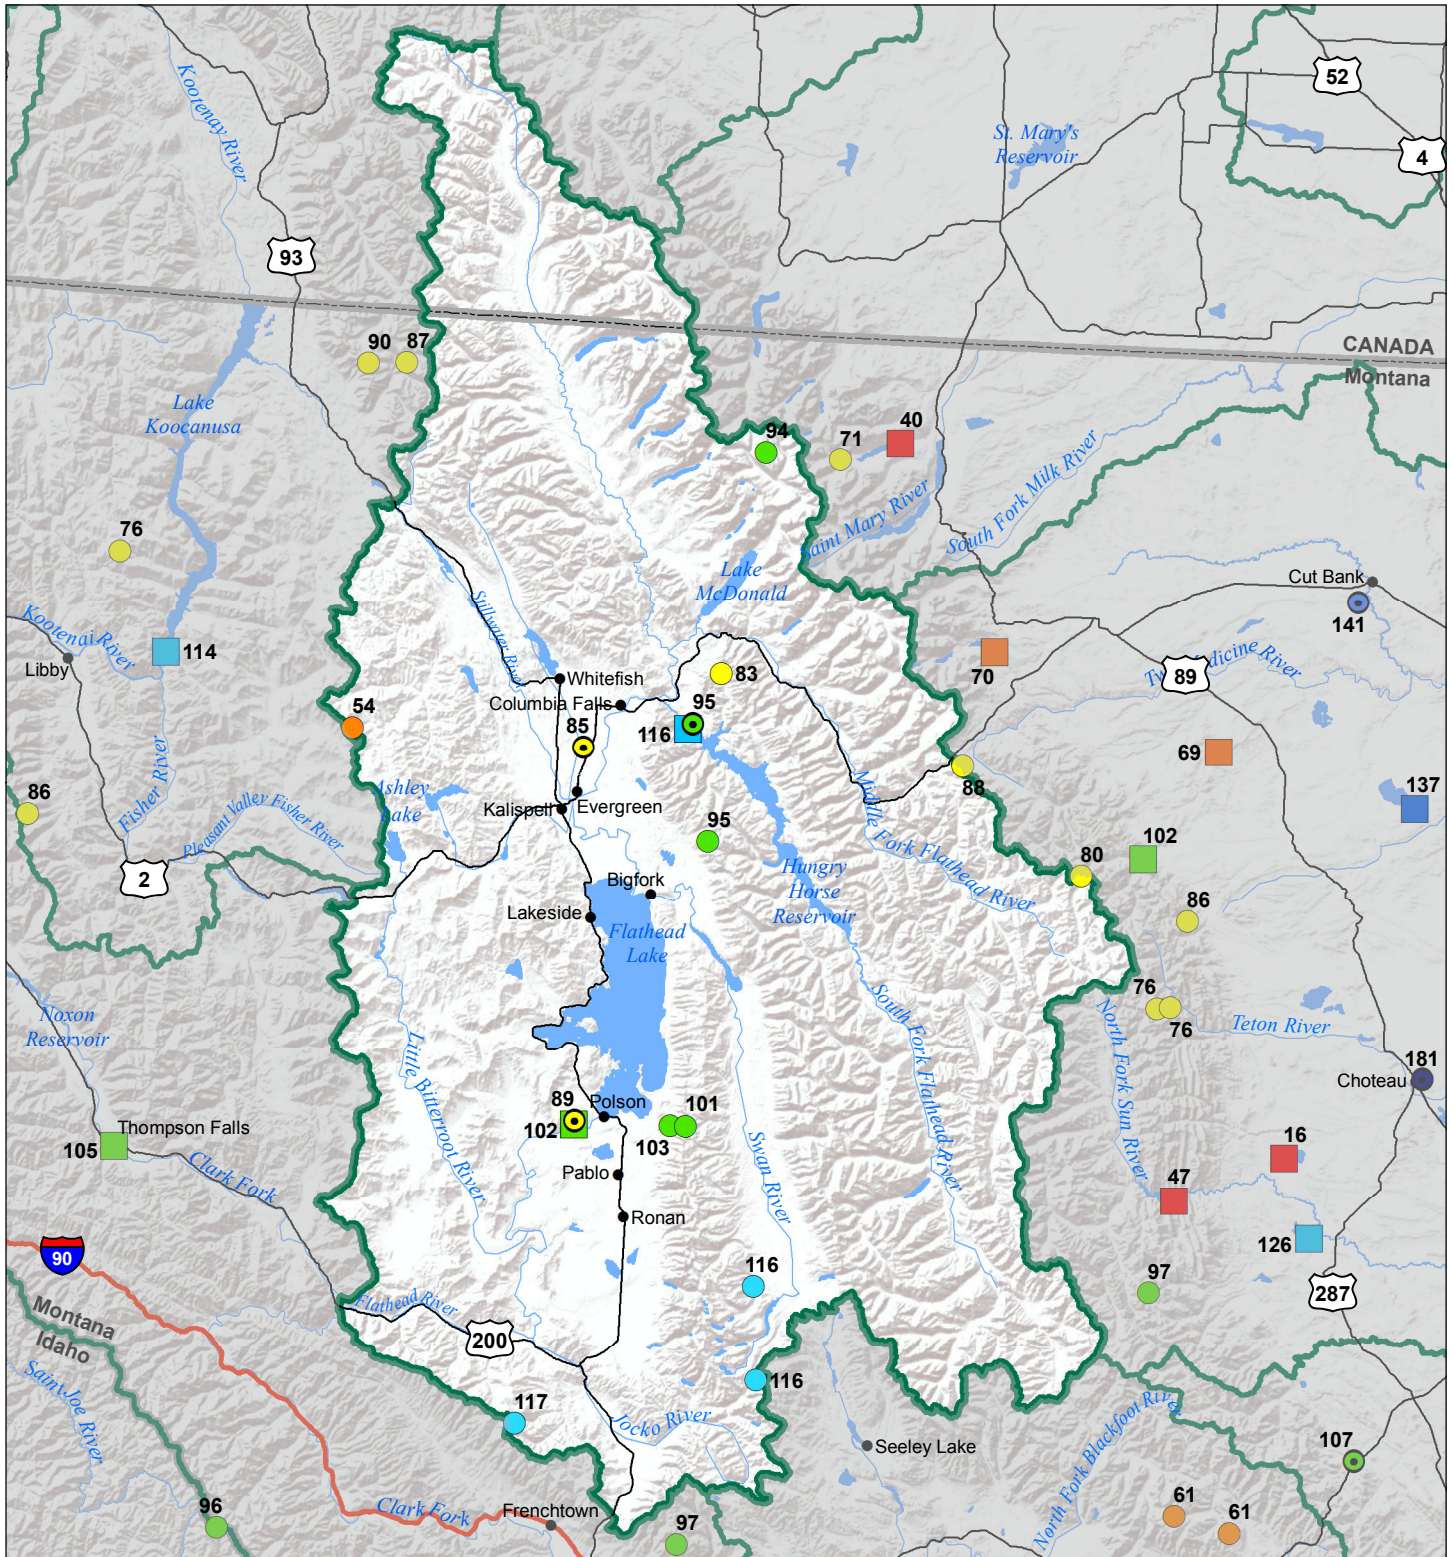 52
Kootenay River
St. Mary's
Reservoir
4
93
CANADA
Montana
90
87
Lake
Koocanusa
94
71
40
Saint Mary River
South Fork Milk River
76
Lake
McDonald
Cut Bank
141
Kootenai River
Libby
114
Stillwater River
Whitefish
83
70
Two Medicine River
89
Columbia Falls
54
85
95
116
69
88
137
86
Fisher River
Pleasant Valley Fisher River
Ashley
Lake
Kalispell
Evergreen
95
Middle Fork Flathead River
2
Bigfork
Hungry
Horse
Reservoir
80
102
86
Lakeside
Flathead
Lake
Noxon
Reservoir
76
76
Teton River
North Fork Sun River
South Fork Flathead River
Little Bitterroot River
181
Choteau
89
Polson
102
101
103
Thompson Falls
105
Clark Fork
Pablo
Swan River
16
47
Ronan
126
90
116
97
287
Flathead River
200
Montana
Idaho
Saint Joe River
116
117
Jocko River
Seeley Lake
North Fork Blackfoot River
107
96
Clark Fork
Frenchtown
97
61
61